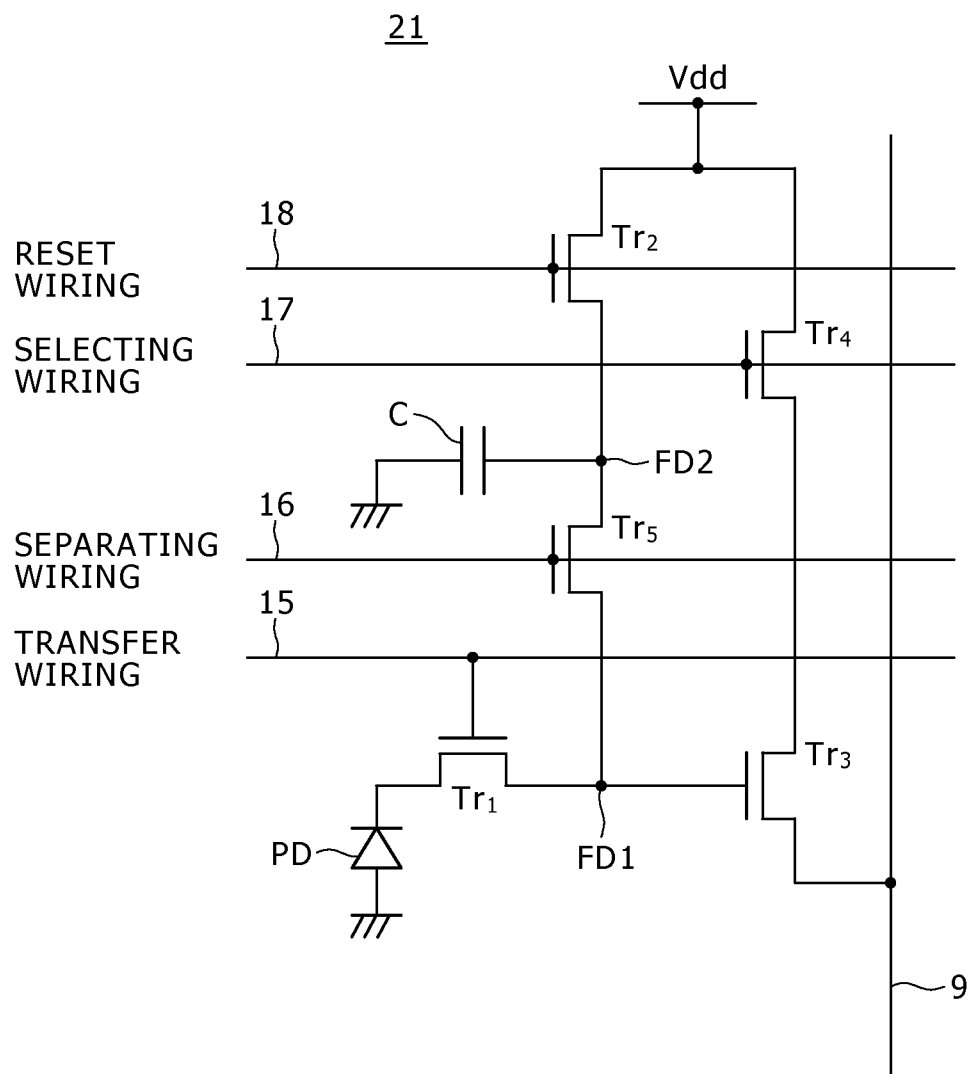 21
Vdd
18
RESET
WIRING
Tr2
17
SELECTING
WIRING
Tr4
C
FD2
16
SEPARATING
WIRING
Tr5
15
TRANSFER
WIRING
Tr3
Tr1
PD
FD1
9